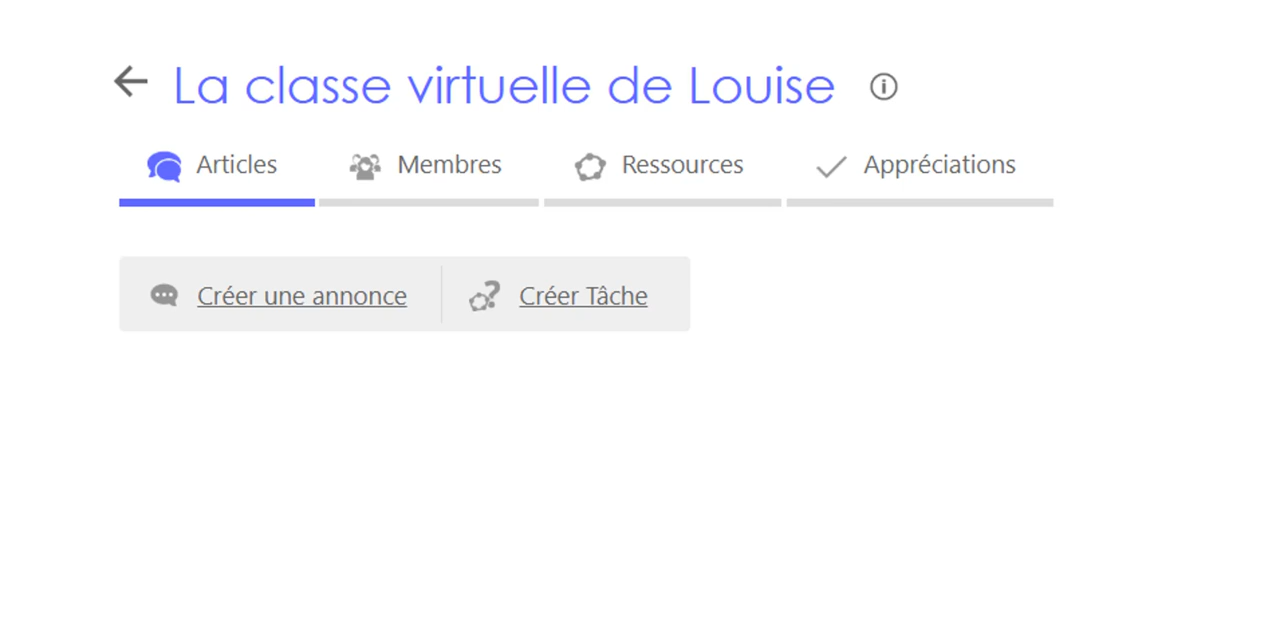 La classe virtuelle de Louise
Articles Membres Ressources Appréciations
Créer une annonce Créer Tâche